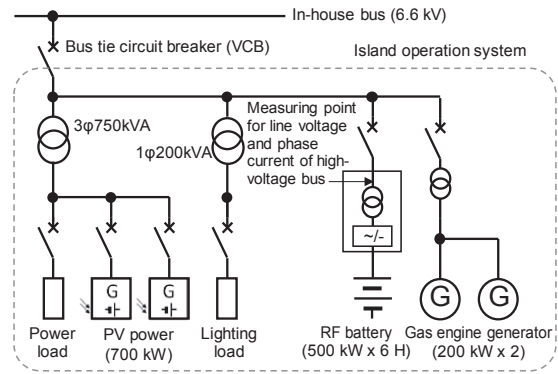 In-house bus (6.6 kV)
Bus tie circuit breaker (VCB)
Island operation system
3φ750kVA
1φ200kVA
Measuring point
for line voltage
and phase
current of high-
voltage bus
G
G
~/-
G
G
Power
load
PV power
(700 kW)
Lighting
load
RF battery
(500 kW x 6 H)
Gas engine generator
(200 kW x 2)